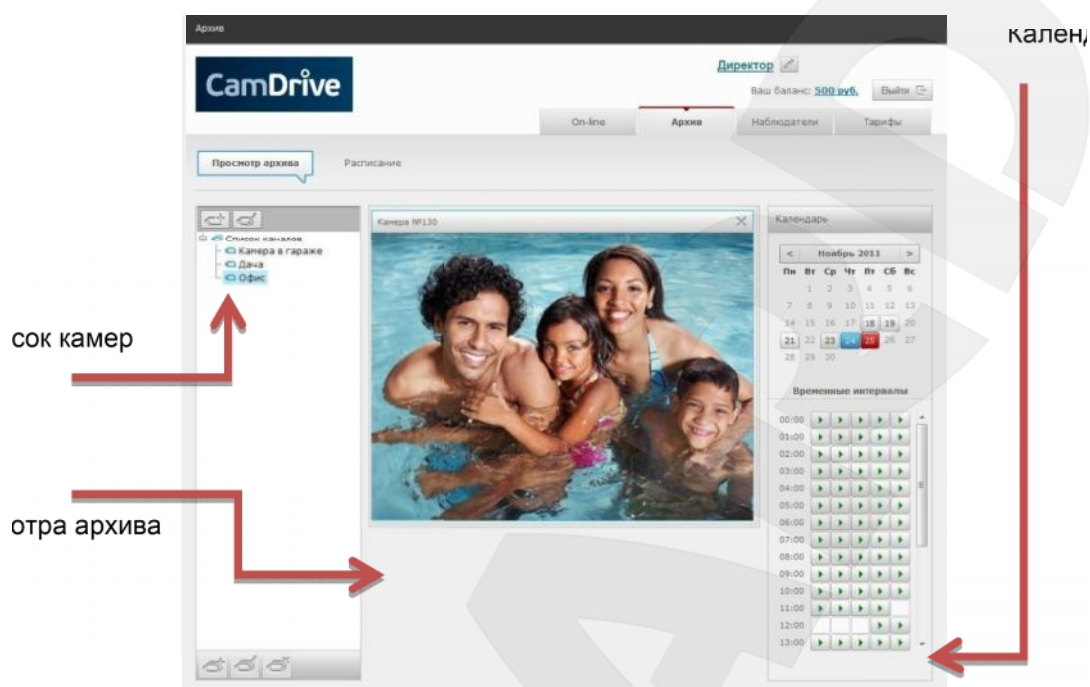 Архив
кален
CamDrive
Директор
Ваш баланс: 500 руб. Выйти
On-line Архив Наблюдатели Тарифы
Просмотр архива Расписание
Камера №130
Календарь
Список каналов
Камера в гараже
Дача
Офис
< Ноябрь 2011 >
Пн Вт Ср Чт Пт Сб Вс
1 2 3 4 5 6
7 8 9 10 11 12 13
14 15 16 17 18 19 20
21 22 23 24 25 26 27
28 29 30
сок камер
Временные интервалы
00:00
01:00
02:00
03:00
04:00
05:00
отра архива
06:00
07:00
08:00
09:00
10:00
11:00
12:00
13:00